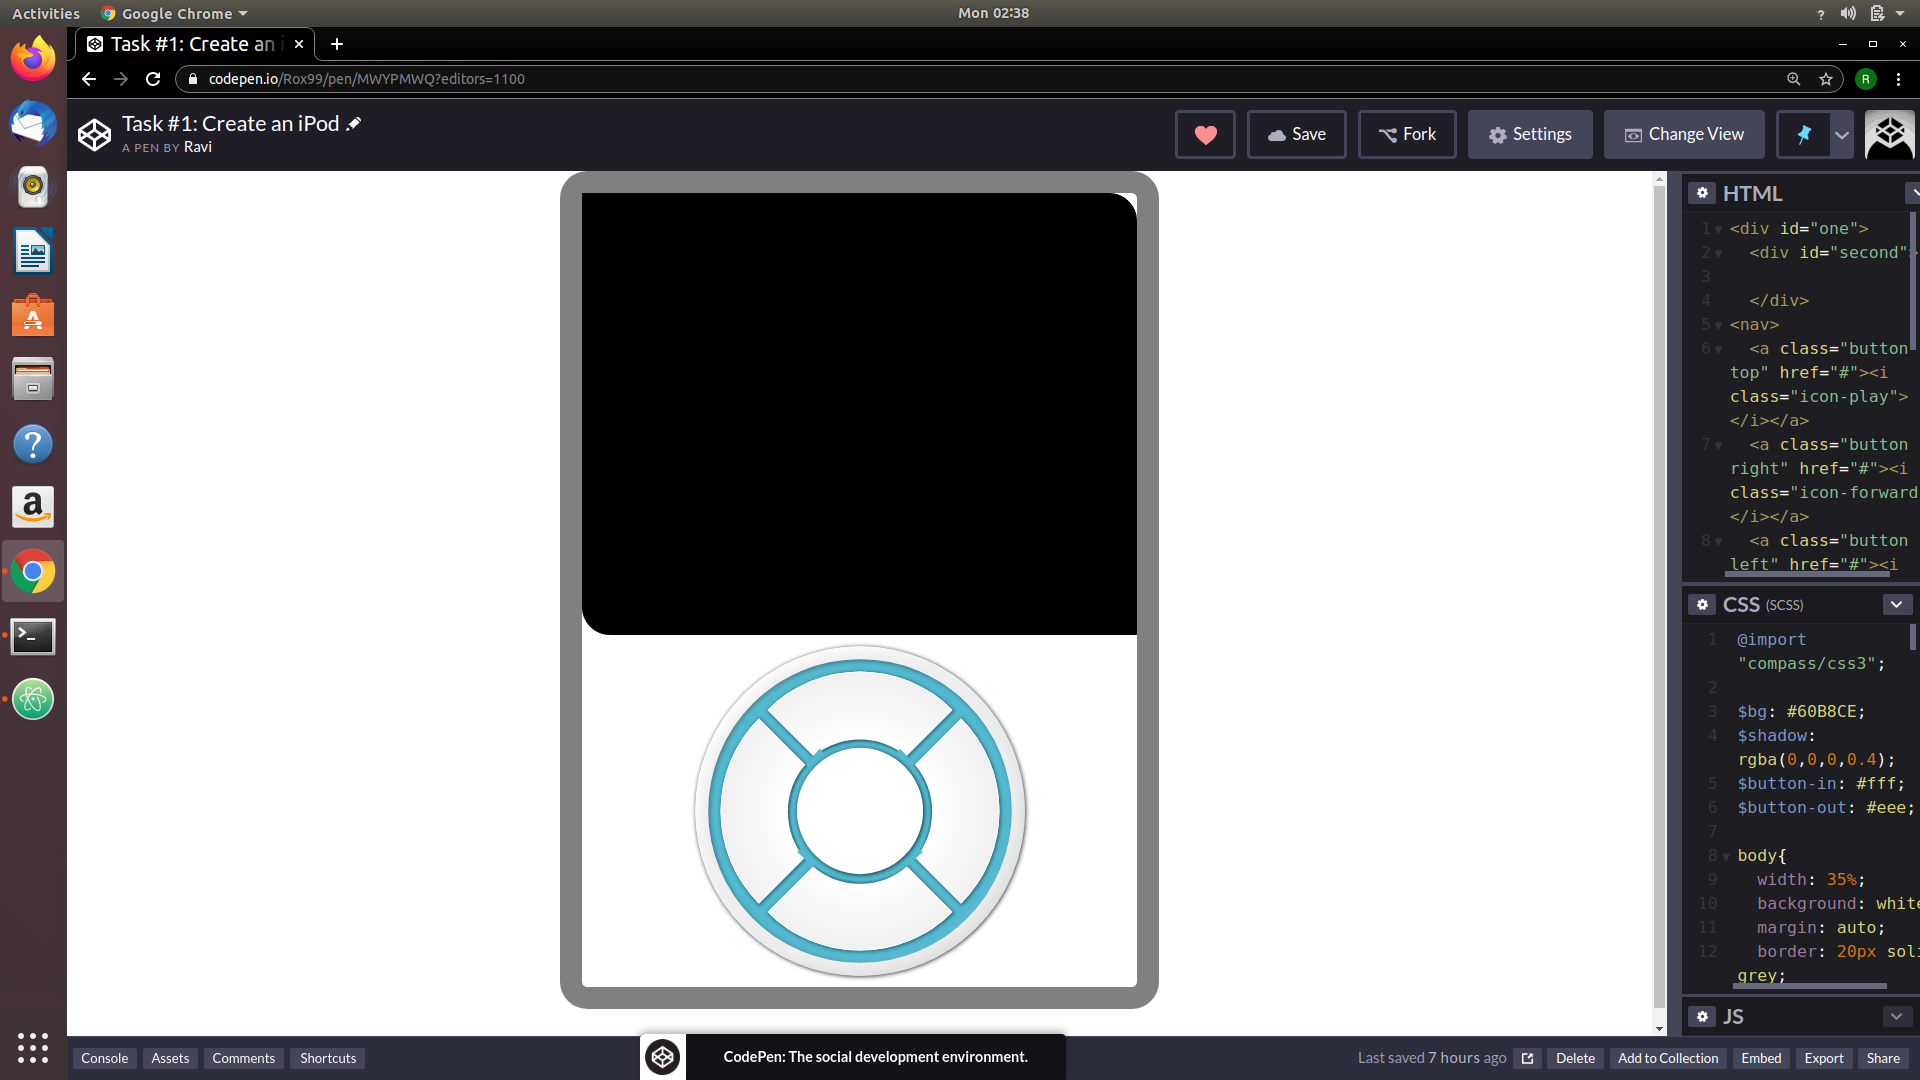 Activities
Google Chrome
Mon 02:38
?
Task #1: Create an i
codepen.io/Rox99/pen/MWYPMWQ?editors=1100
R
Task #1: Create an iPod
A PEN BY Ravi
Save
Fork
Settings
Change View
HTML
1 <div id="one">
2 <div id="second">
3
4 </div>
5 <nav>
6 <a class="button
top" href="#"><i
class="icon-play">
</i></a>
7 <a class="button
right" href="#"><i
class="icon-forward
</i></a>
8 <a class="button
left" href="#"><i
CSS (SCSS)
1 @import
"compass/css3";
2
3 $bg: #60B8CE;
4 $shadow:
rgba(0,0,0,0.4);
5 $button-in: #fff;
6 $button-out: #eee;
7
8 body{
9 width: 35%;
10 background: white
11 margin: auto;
12 border: 20px soli
grey;
JS
Console
Assets
Comments
Shortcuts
CodePen: The social development environment.
Last saved 7 hours ago
Delete
Add to Collection
Embed
Export
Share